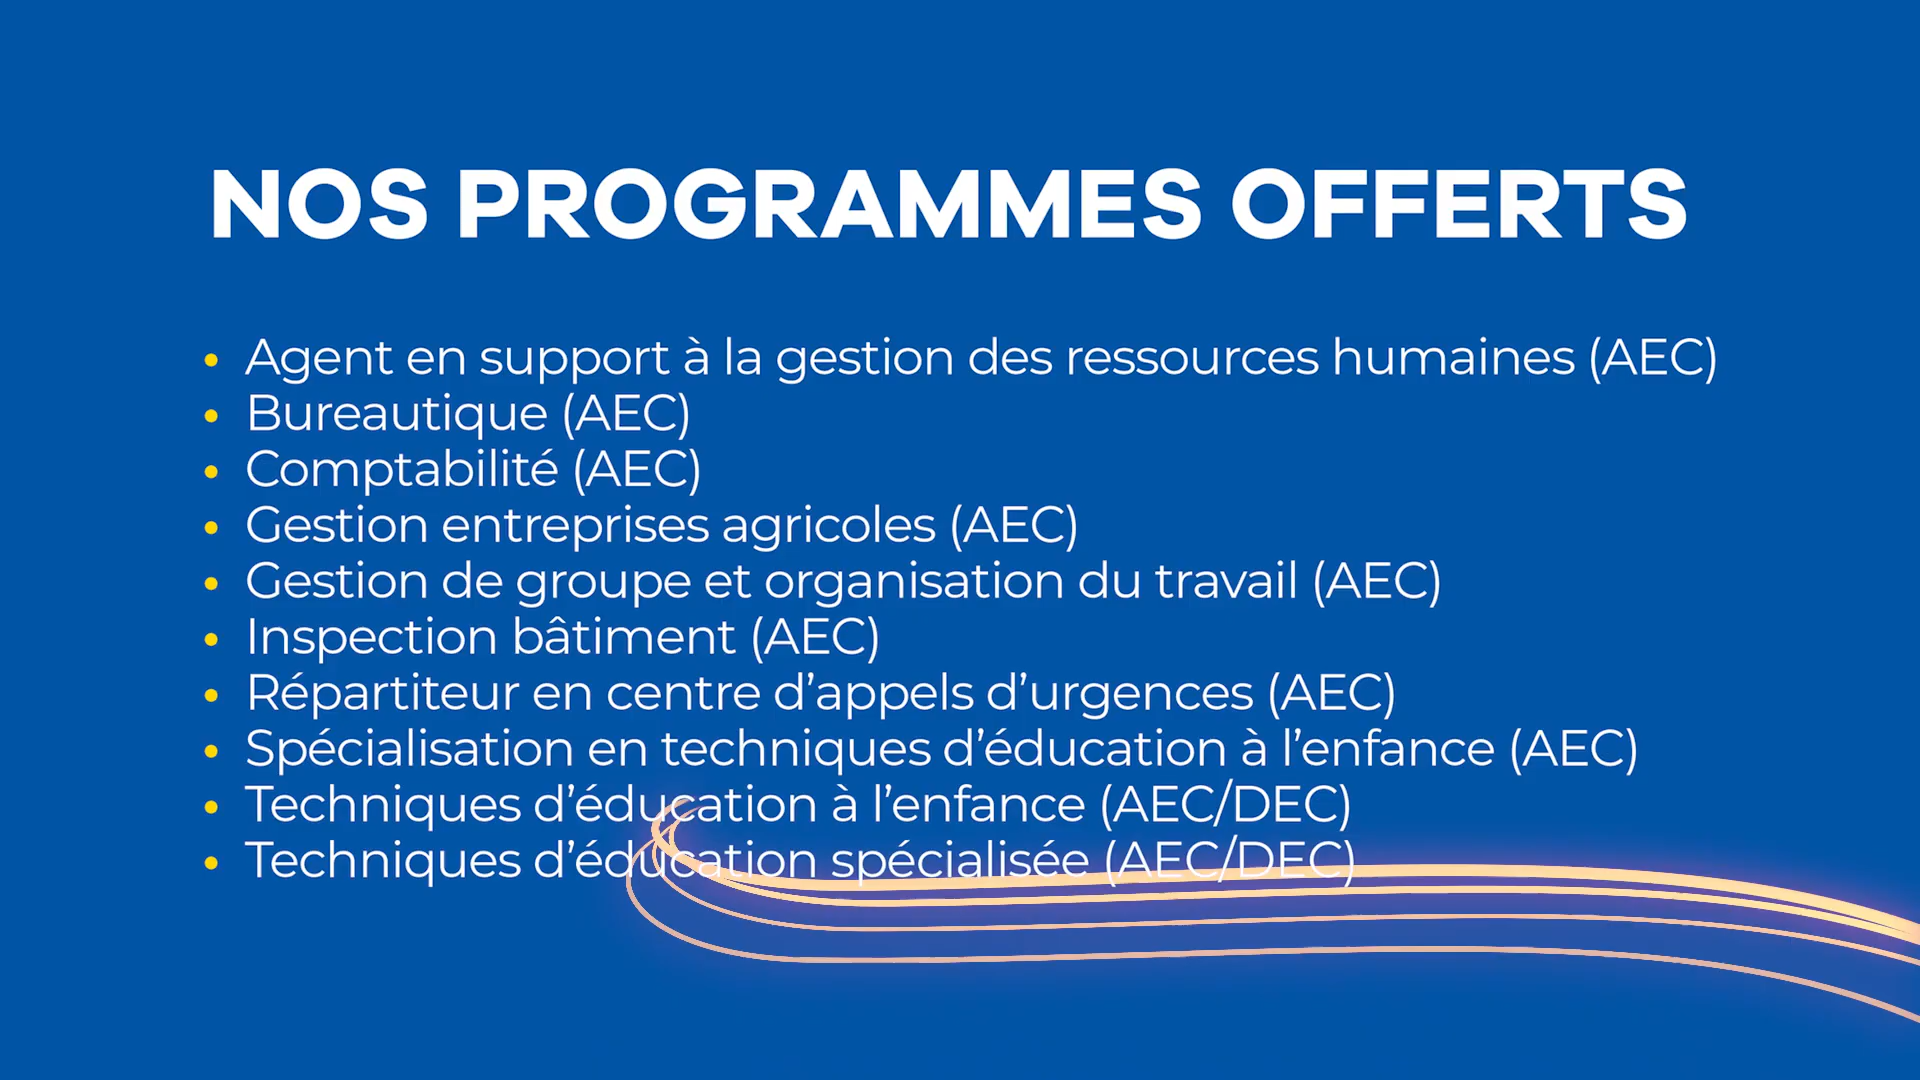 NOS PROGRAMMES OFFERTS
• Agent en support à la gestion des ressources humaines (AEC)
• Bureautique (AEC)
• Comptabilité (AEC)
• Gestion entreprises agricoles (AEC)
• Gestion de groupe et organisation du travail (AEC)
• Inspection bâtiment (AEC)
• Répartiteur en centre d’appels d’urgences (AEC)
• Spécialisation en techniques d’éducation à l’enfance (AEC)
• Techniques d’éducation à l’enfance (AEC/DEC)
• Techniques d’éducation spécialisée (AEC/DEC)